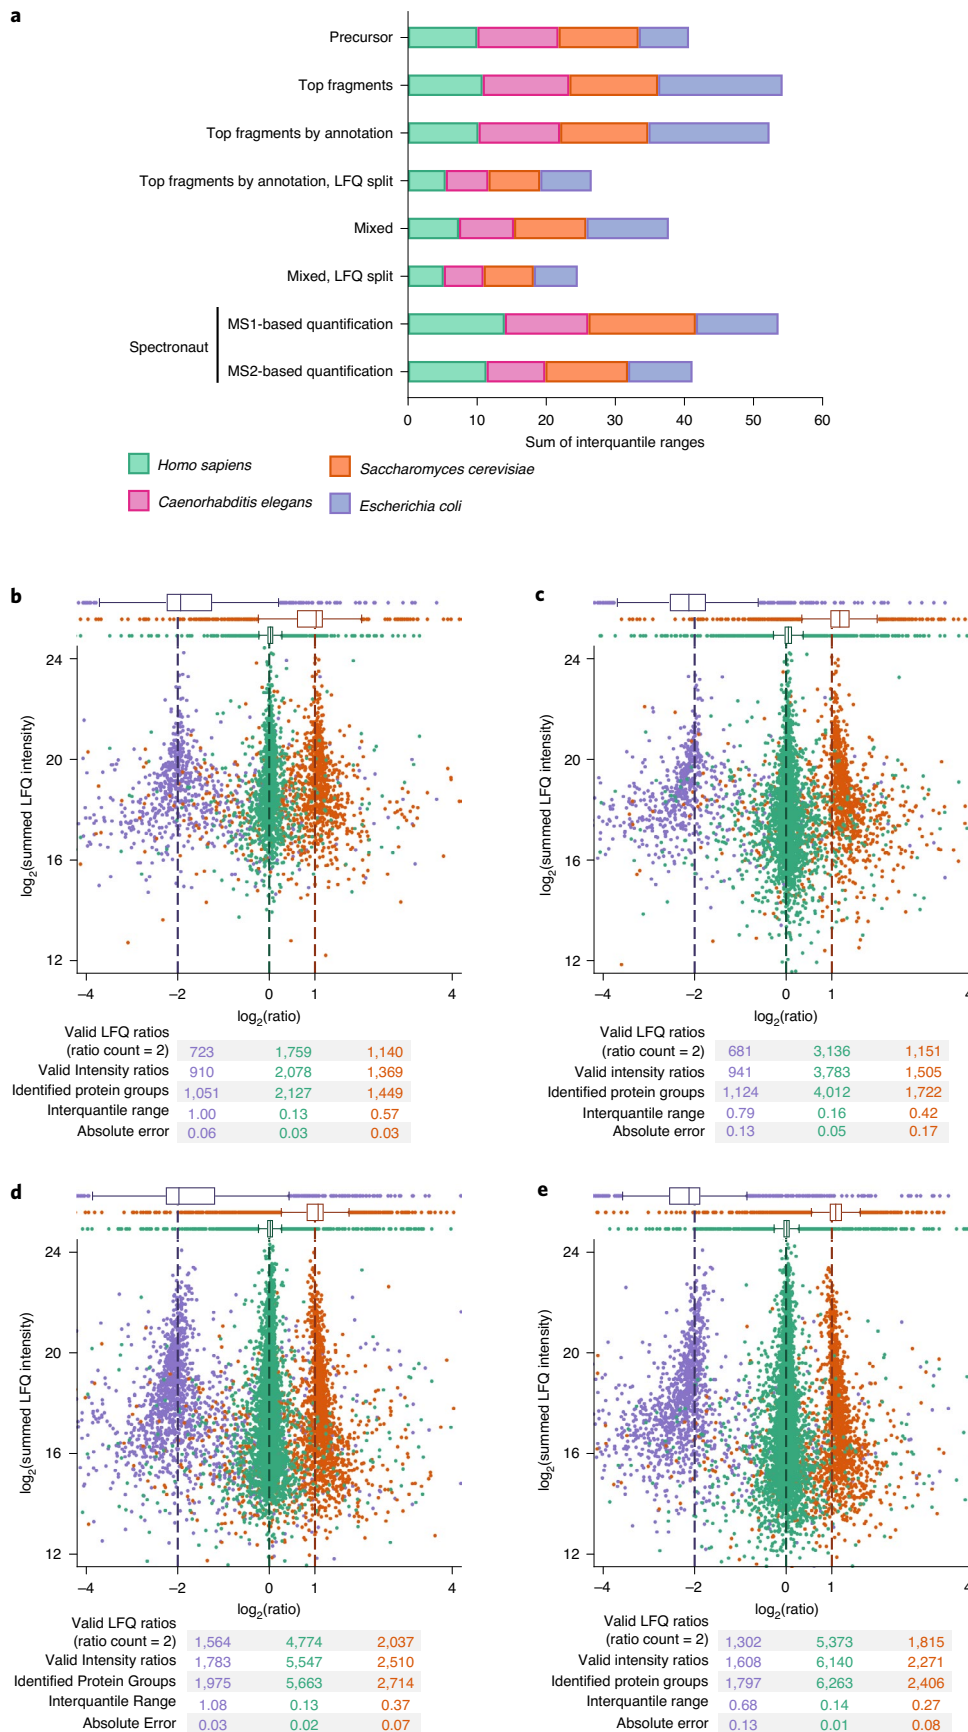 a
Precursor
Top fragments
Top fragments by annotation
Top fragments by annotation, LFQ split
Mixed
Mixed, LFQ split
MS1-based quantification
Spectronaut
MS2-based quantification
0 10 20 30 40 50 60
Sum of interquantile ranges
Homo sapiens
Saccharomyces cerevisiae
Caenorhabditis elegans
Escherichia coli
b
24
20
16
12
log2(summed LFQ intensity)
−4 −2 0 1 4
log2(ratio)
Valid LFQ ratios
(ratio count = 2) 723 1,759 1,140
Valid Intensity ratios 910 2,078 1,369
Identified protein groups 1,051 2,127 1,449
Interquantile range 1.00 0.13 0.57
Absolute error 0.06 0.03 0.03
c
24
20
16
12
log2(summed LFQ intensity)
−4 −2 0 1 4
log2(ratio)
Valid LFQ ratios
(ratio count = 2) 681 3,136 1,151
Valid intensity ratios 941 3,783 1,505
Identified protein groups 1,124 4,012 1,722
Interquantile range 0.79 0.16 0.42
Absolute error 0.13 0.05 0.17
d
24
20
16
12
log2(summed LFQ intensity)
−4 −2 0 1 4
log2(ratio)
Valid LFQ ratios
(ratio count = 2) 1,564 4,774 2,037
Valid Intensity ratios 1,783 5,547 2,510
Identified Protein Groups 1,975 5,663 2,714
Interquantile Range 1.08 0.13 0.37
Absolute Error 0.03 0.02 0.07
e
24
20
16
12
log2(summed LFQ intensity)
−4 −2 0 1 4
log2(ratio)
Valid LFQ ratios
(ratio count = 2) 1,302 5,373 1,815
Valid intensity ratios 1,608 6,140 2,271
Identified protein groups 1,797 6,263 2,406
Interquantile range 0.68 0.14 0.27
Absolute error 0.13 0.01 0.08